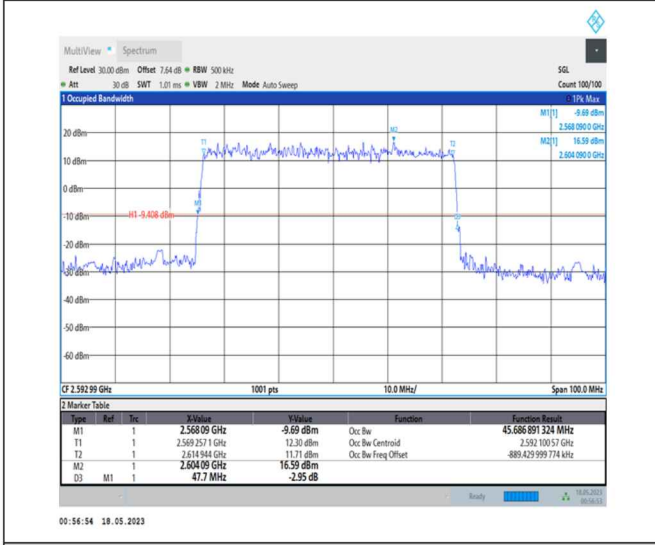 MultiView Spectrum
Ref Level 30.00 dBm Offset 7.64 dB RBW 500 kHz SGL
Att 30 dB SWT 1.01 ms VBW 2 MHz Mode Auto Sweep Count 100/100
1 Occupied Bandwidth 1Pk Max
M1[1] -9.69 dBm
2.568 090 0 GHz
M2[1] 16.59 dBm
2.604 090 0 GHz
20 dBm
M2
T1
T2
10 dBm
0 dBm
M1
-10 dBm H1 -9.408 dBm
-20 dBm
-30 dBm
-40 dBm
-50 dBm
-60 dBm
CF 2.592 99 GHz 1001 pts 10.0 MHz/ Span 100.0 MHz
2 Marker Table
Type Ref Trc X-Value Y-Value Function Function Result
M1 1 2.568 09 GHz -9.69 dBm Occ Bw 45.686 891 324 MHz
T1 1 2.569 257 1 GHz 12.30 dBm Occ Bw Centroid 2.592 100 57 GHz
T2 1 2.614 944 GHz 11.71 dBm Occ Bw Freq Offset -889.429 999 774 kHz
M2 1 2.604 09 GHz 16.59 dBm
D3 M1 1 47.7 MHz -2.95 dB
Ready 18.05.2023
00:56:53
00:56:54 18.05.2023